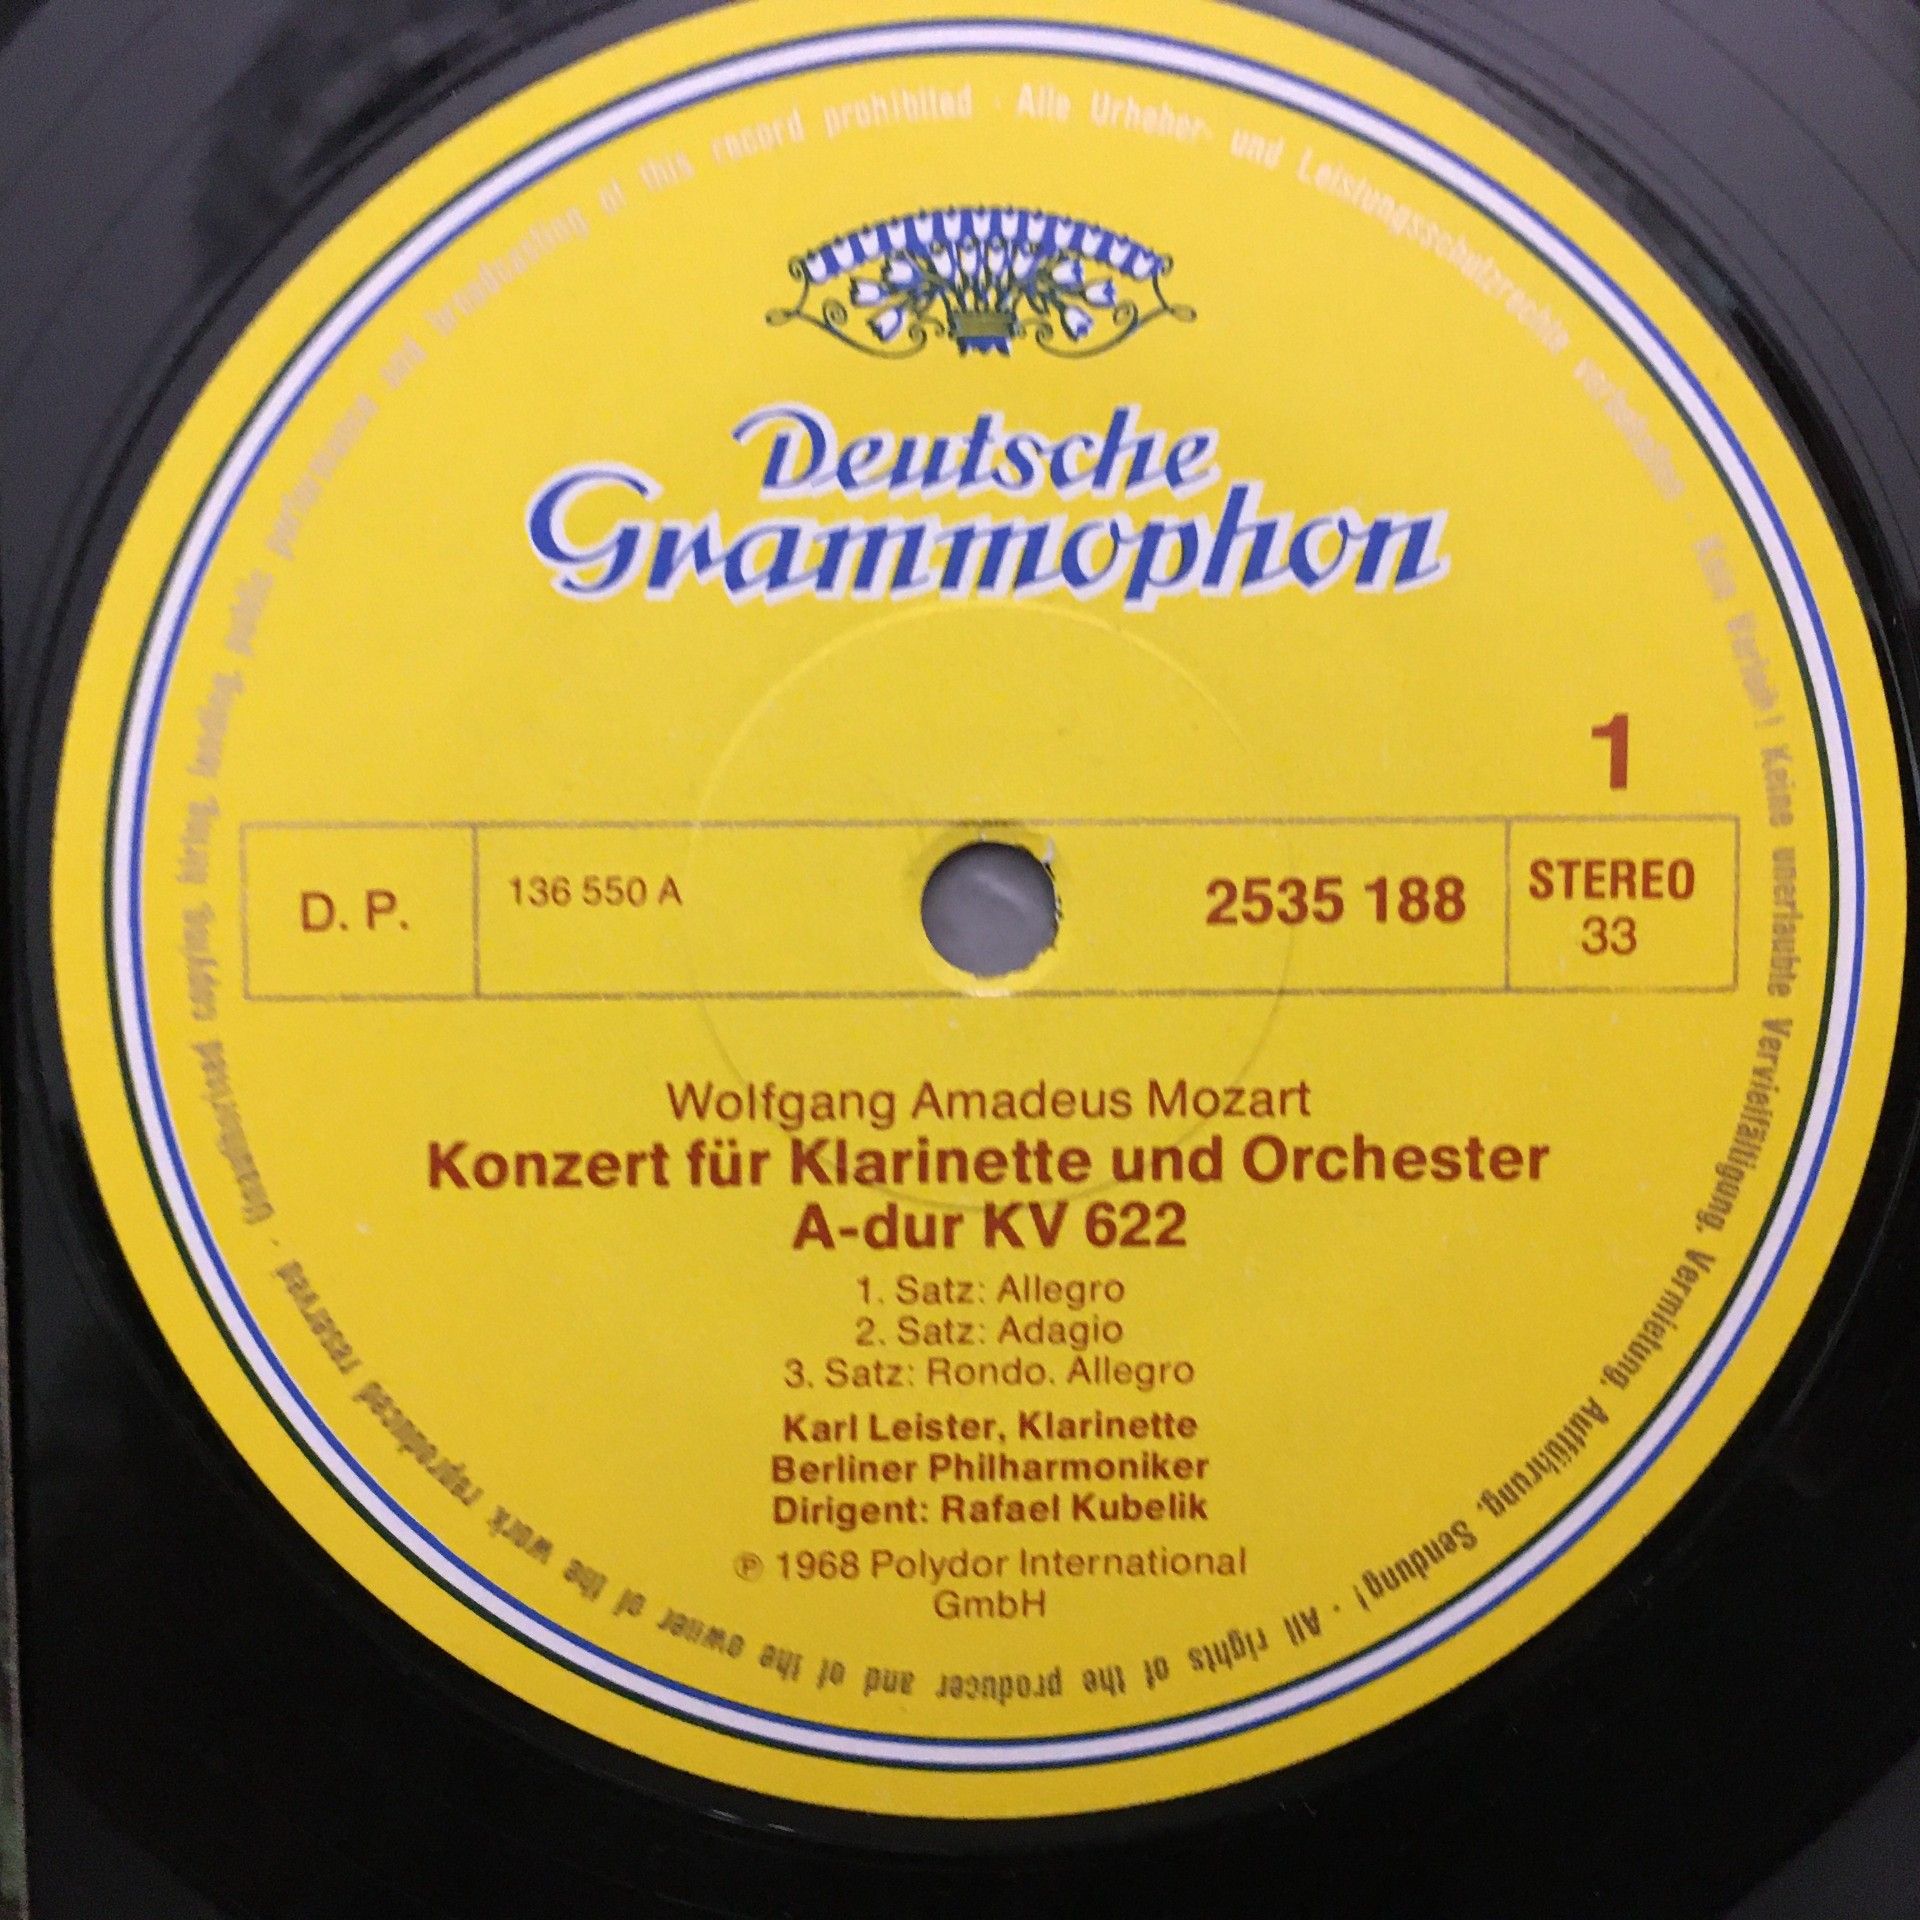 Deutsche
Grammophon
1
D. P.
136 550 A
2535 188
STEREO
33
Wolfgang Amadeus Mozart
Konzert für Klarinette und Orchester
A-dur KV 622
1. Satz: Allegro
2. Satz: Adagio
3. Satz: Rondo. Allegro
Karl Leister, Klarinette
Berliner Philharmoniker
Dirigent: Rafael Kubelik
℗ 1968 Polydor International
GmbH
Alle Urheber- und Leistungsschutzrechte vorbehalten · Kein Verleih! Keine unerlaubte Vervielfältigung, Vermietung, Aufführung, Sendung! · All rights of the producer and of the owner of the work reproduced reserved · Unauthorized copying, hiring, lending, public performance and broadcasting of this record prohibited ·